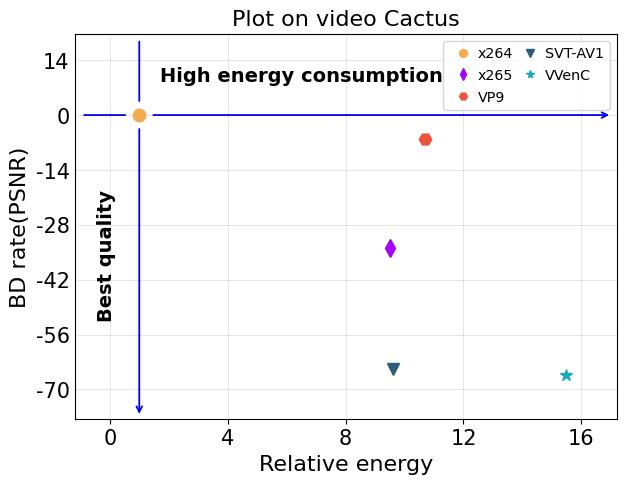 Plot on video Cactus
High energy consumption
x264
x265
VP9
SVT-AV1
VVenC
Best quality
BD rate(PSNR)
14
0
-14
-28
-42
-56
-70
0 4 8 12 16
Relative energy